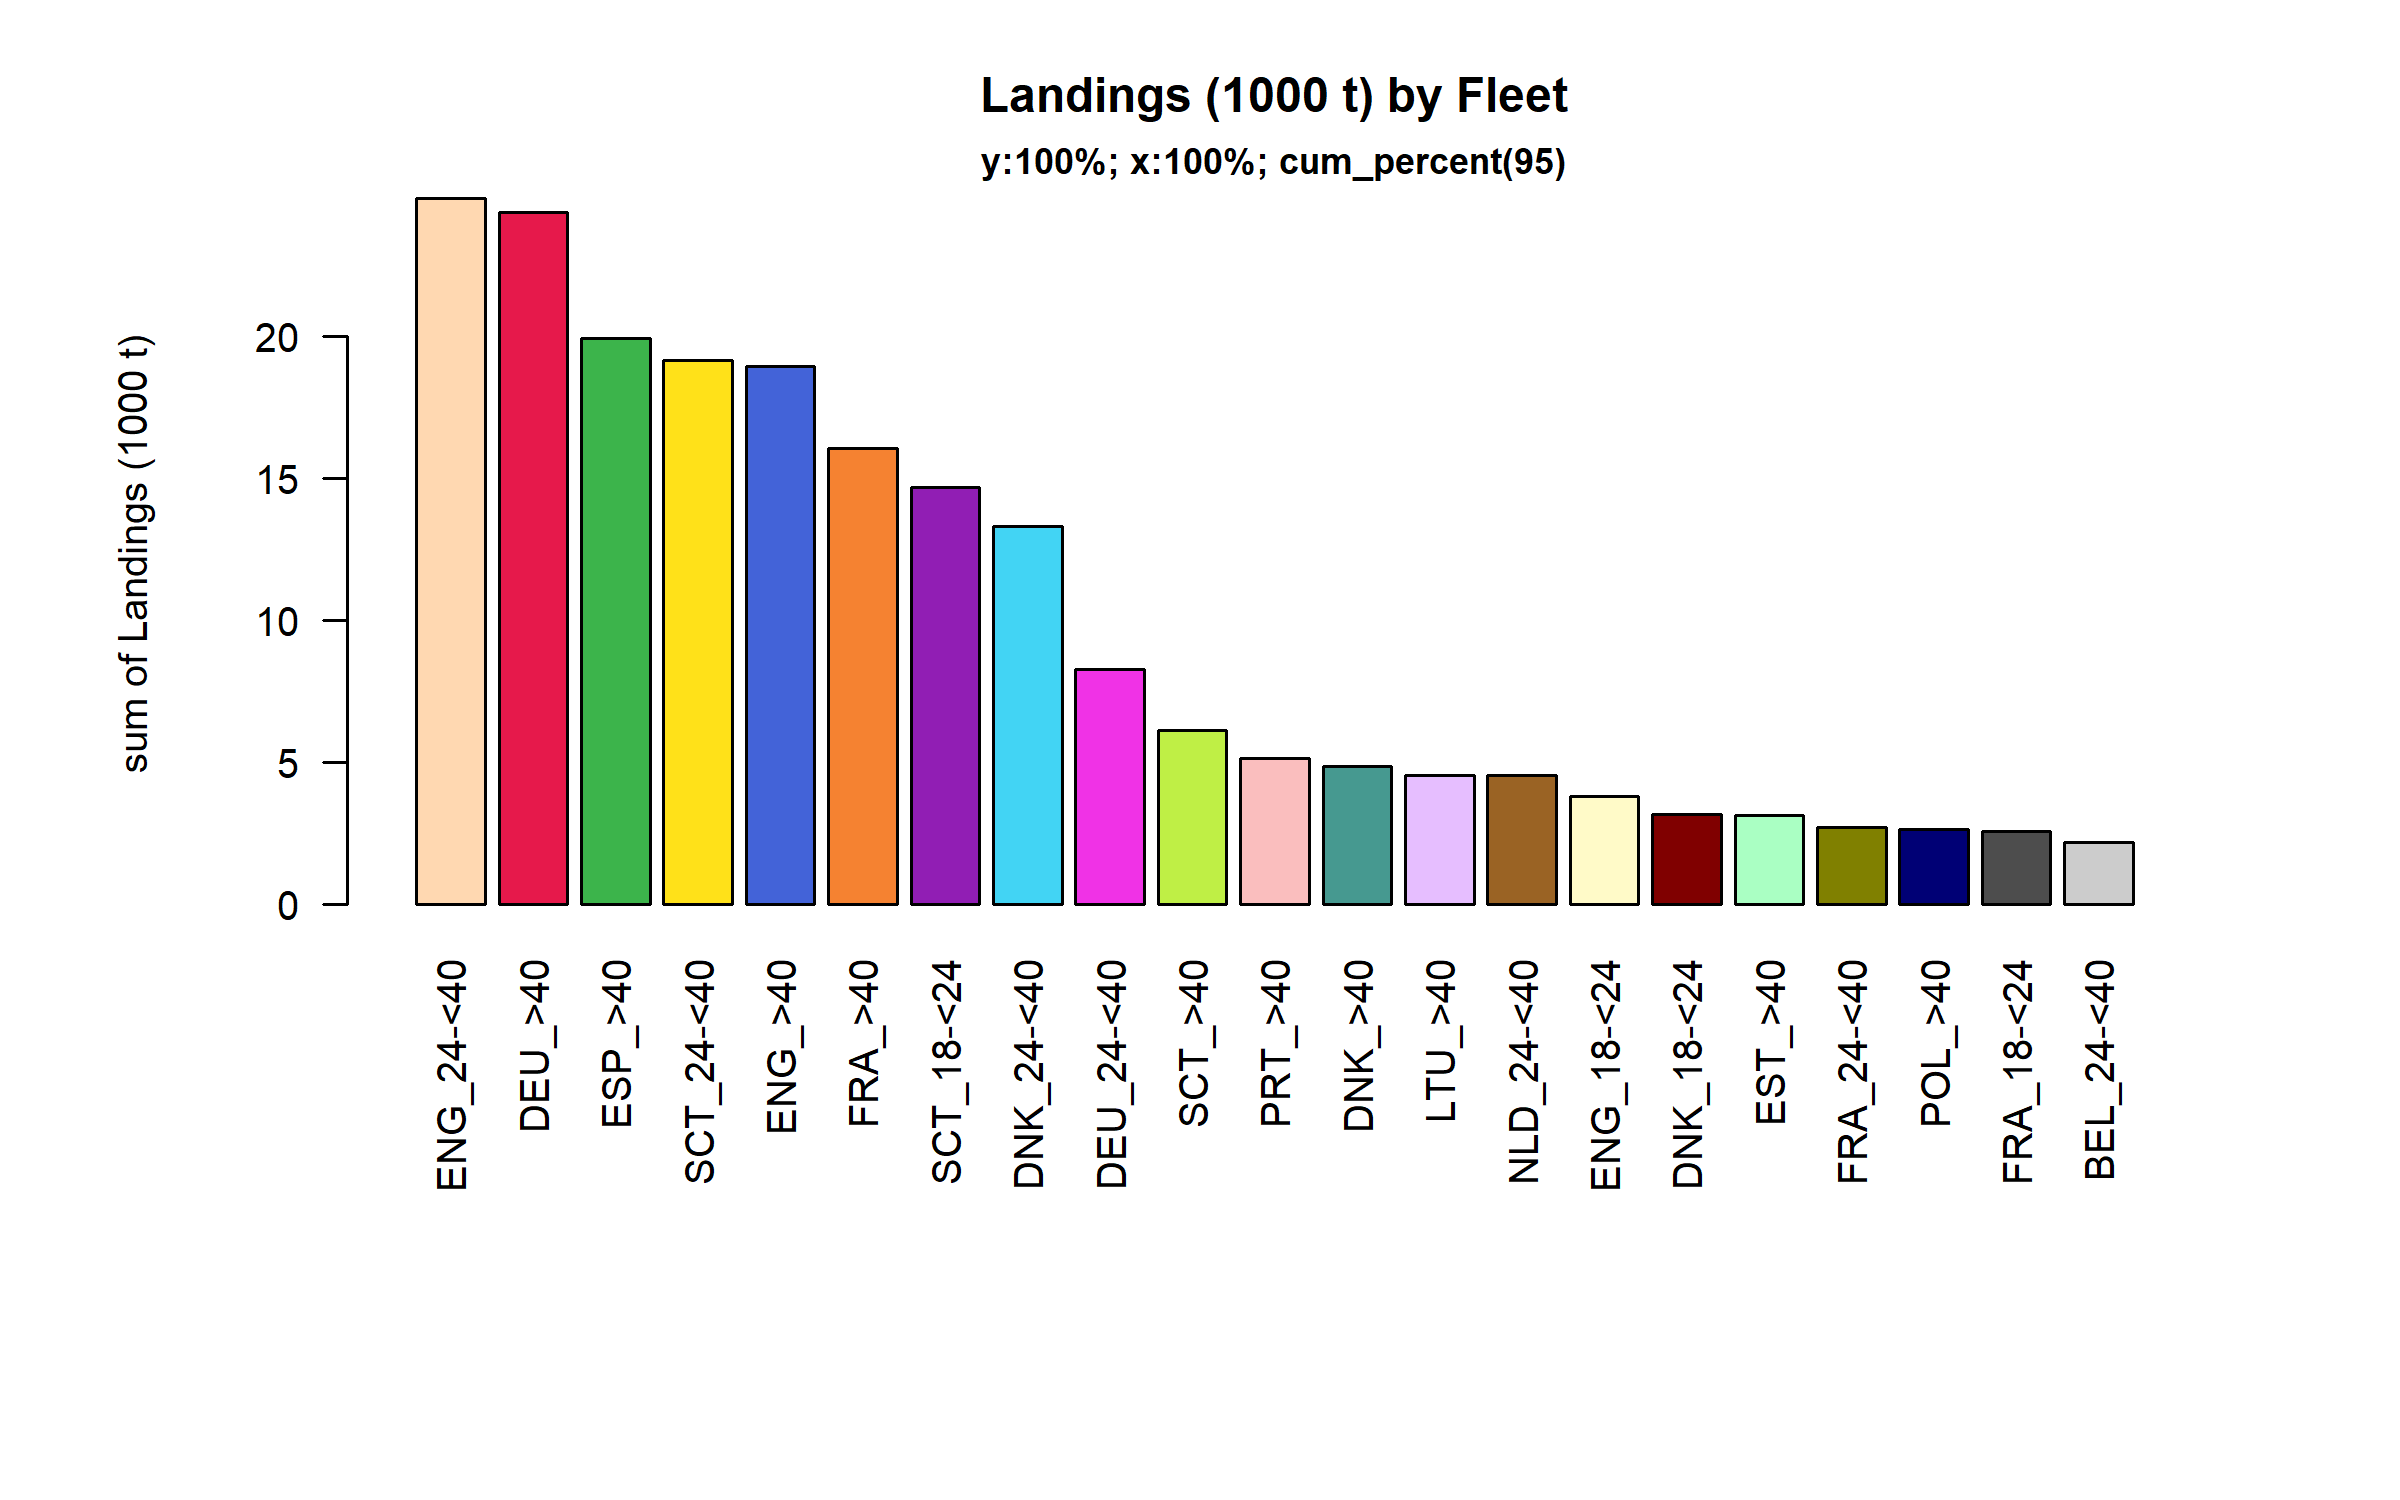 Landings (1000 t) by Fleet
y:100%; x:100%; cum_percent(95)
sum of Landings (1000 t)
20
15
10
5
0
ENG_24-<40
DEU_>40
ESP_>40
SCT_24-<40
ENG_>40
FRA_>40
SCT_18-<24
DNK_24-<40
DEU_24-<40
SCT_>40
PRT_>40
DNK_>40
LTU_>40
NLD_24-<40
ENG_18-<24
DNK_18-<24
EST_>40
FRA_24-<40
POL_>40
FRA_18-<24
BEL_24-<40